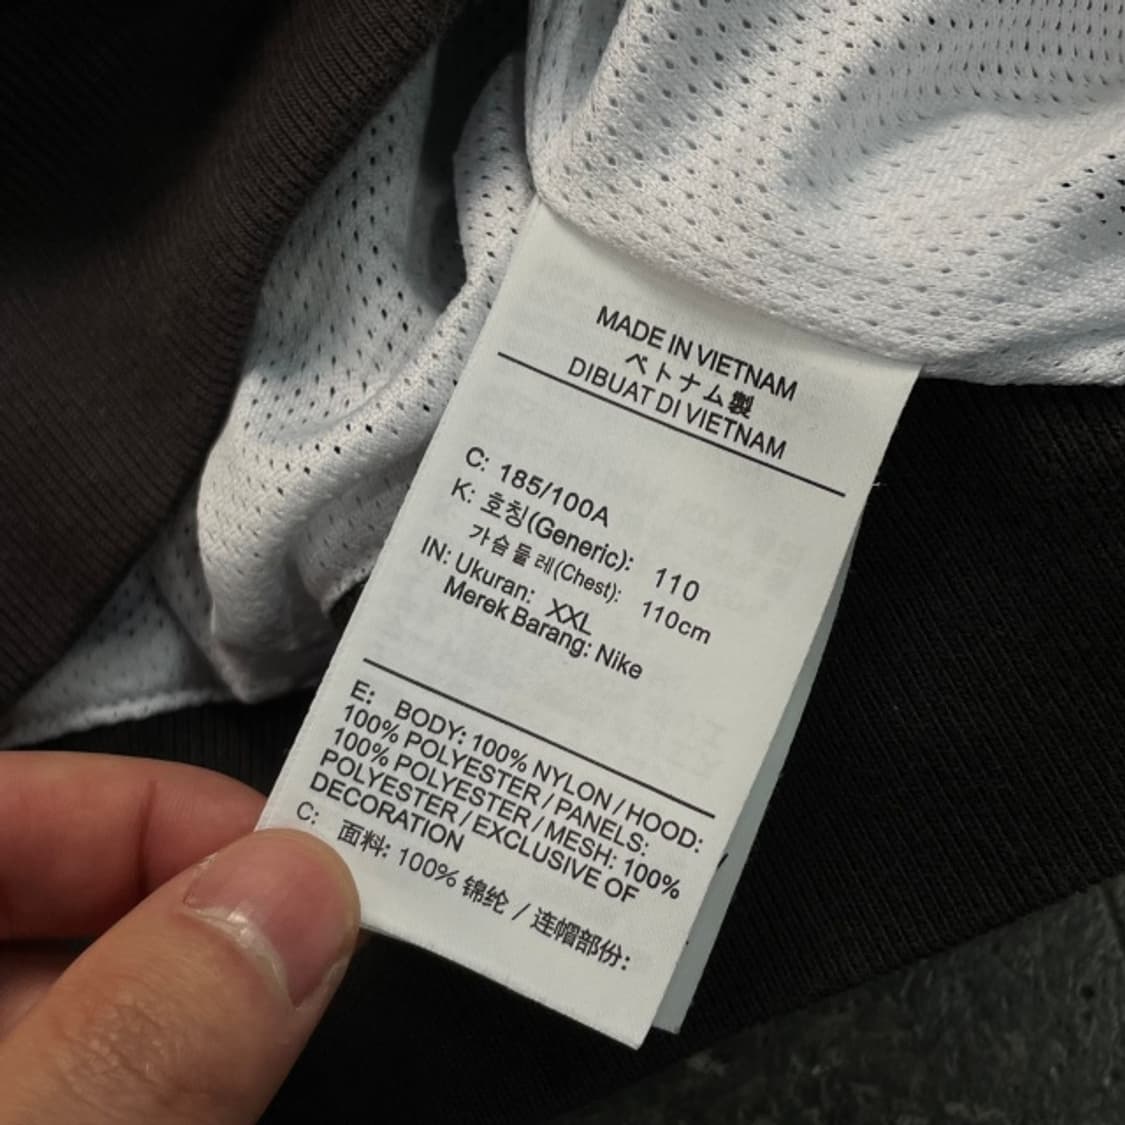 MADE IN VIETNAM
ベトナム製
DIBUAT DI VIETNAM
C: 185/100A
K: 호칭(Generic): 110
가슴둘레(Chest): 110cm
IN: Ukuran: XXL
Merek Barang: Nike
E: BODY: 100% NYLON / HOOD:
100% POLYESTER / PANELS:
100% POLYESTER / MESH: 100%
POLYESTER / EXCLUSIVE OF
DECORATION
C: 面料: 100% 锦纶 / 连帽部份: